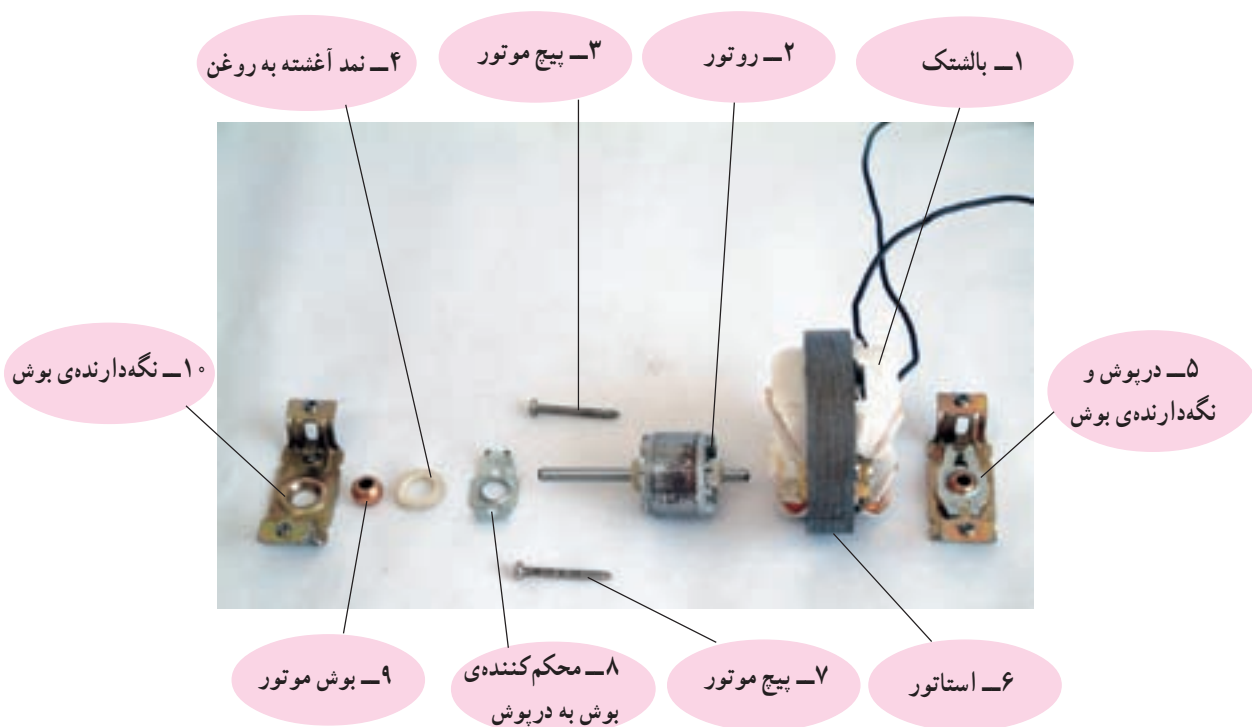 ۱ــ بالشتک
۲ــ روتور
۳ــ پیچ موتور
۴ــ نمد آغشته به روغن
۵ــ درپوش و
نگه‌دارنده‌ی بوش
۱۰ــ نگه‌دارنده‌ی بوش
۶ــ استاتور
۷ــ پیچ موتور
۸ــ محکم‌کننده‌ی
بوش به درپوش
۹ــ بوش موتور